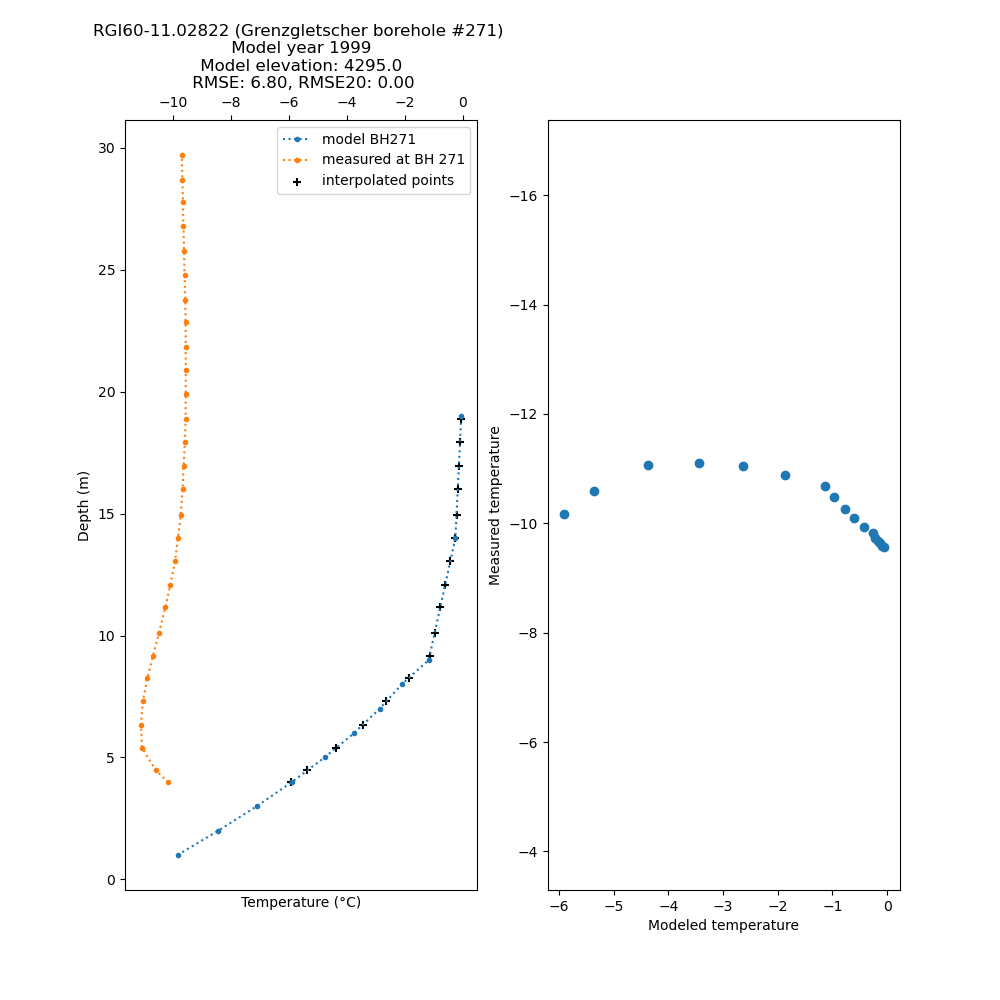 RGI60-11.02822 (Grenzgletscher borehole #271)
Model year 1999
Model elevation: 4295.0
RMSE: 6.80, RMSE20: 0.00
−10 −8 −6 −4 −2 0
model BH271
measured at BH 271
interpolated points
30
25
20
15
10
5
0
Depth (m)
Temperature (°C)
−16
−14
−12
−10
−8
−6
−4
Measured temperature
−6 −5 −4 −3 −2 −1 0
Modeled temperature